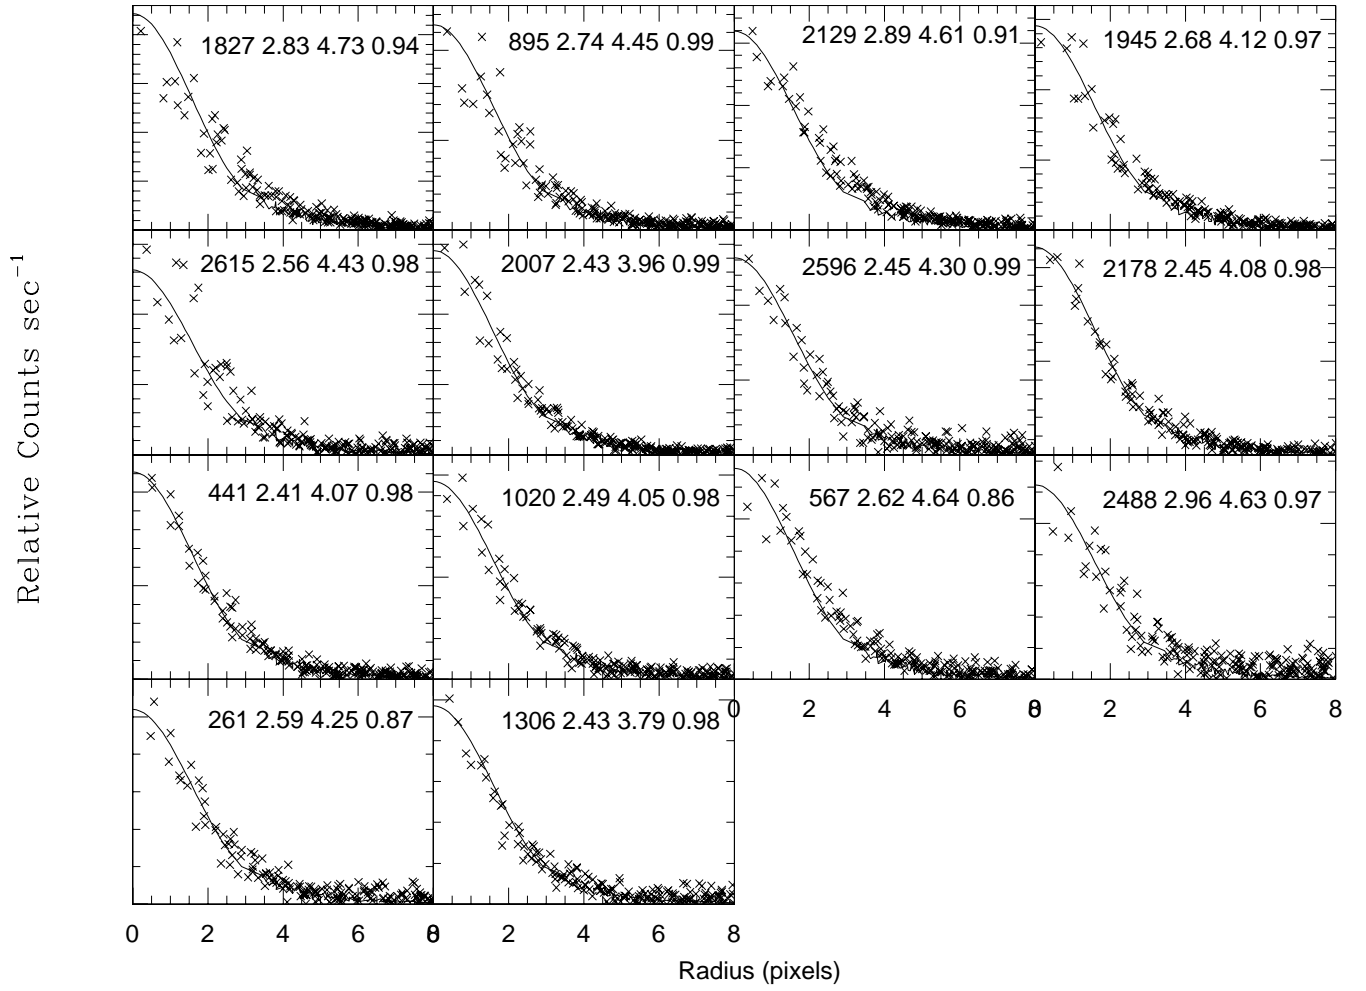 1827 2.83 4.73 0.94
895 2.74 4.45 0.99
2129 2.89 4.61 0.91
1945 2.68 4.12 0.97
2615 2.56 4.43 0.98
2007 2.43 3.96 0.99
2596 2.45 4.30 0.99
2178 2.45 4.08 0.98
Relative Counts sec−1
441 2.41 4.07 0.98
1020 2.49 4.05 0.98
567 2.62 4.64 0.86
2488 2.96 4.63 0.97
0 2 4 6 8 0 2 4 6 8
261 2.59 4.25 0.87
1306 2.43 3.79 0.98
0 2 4 6 8 0 2 4 6 8
Radius (pixels)